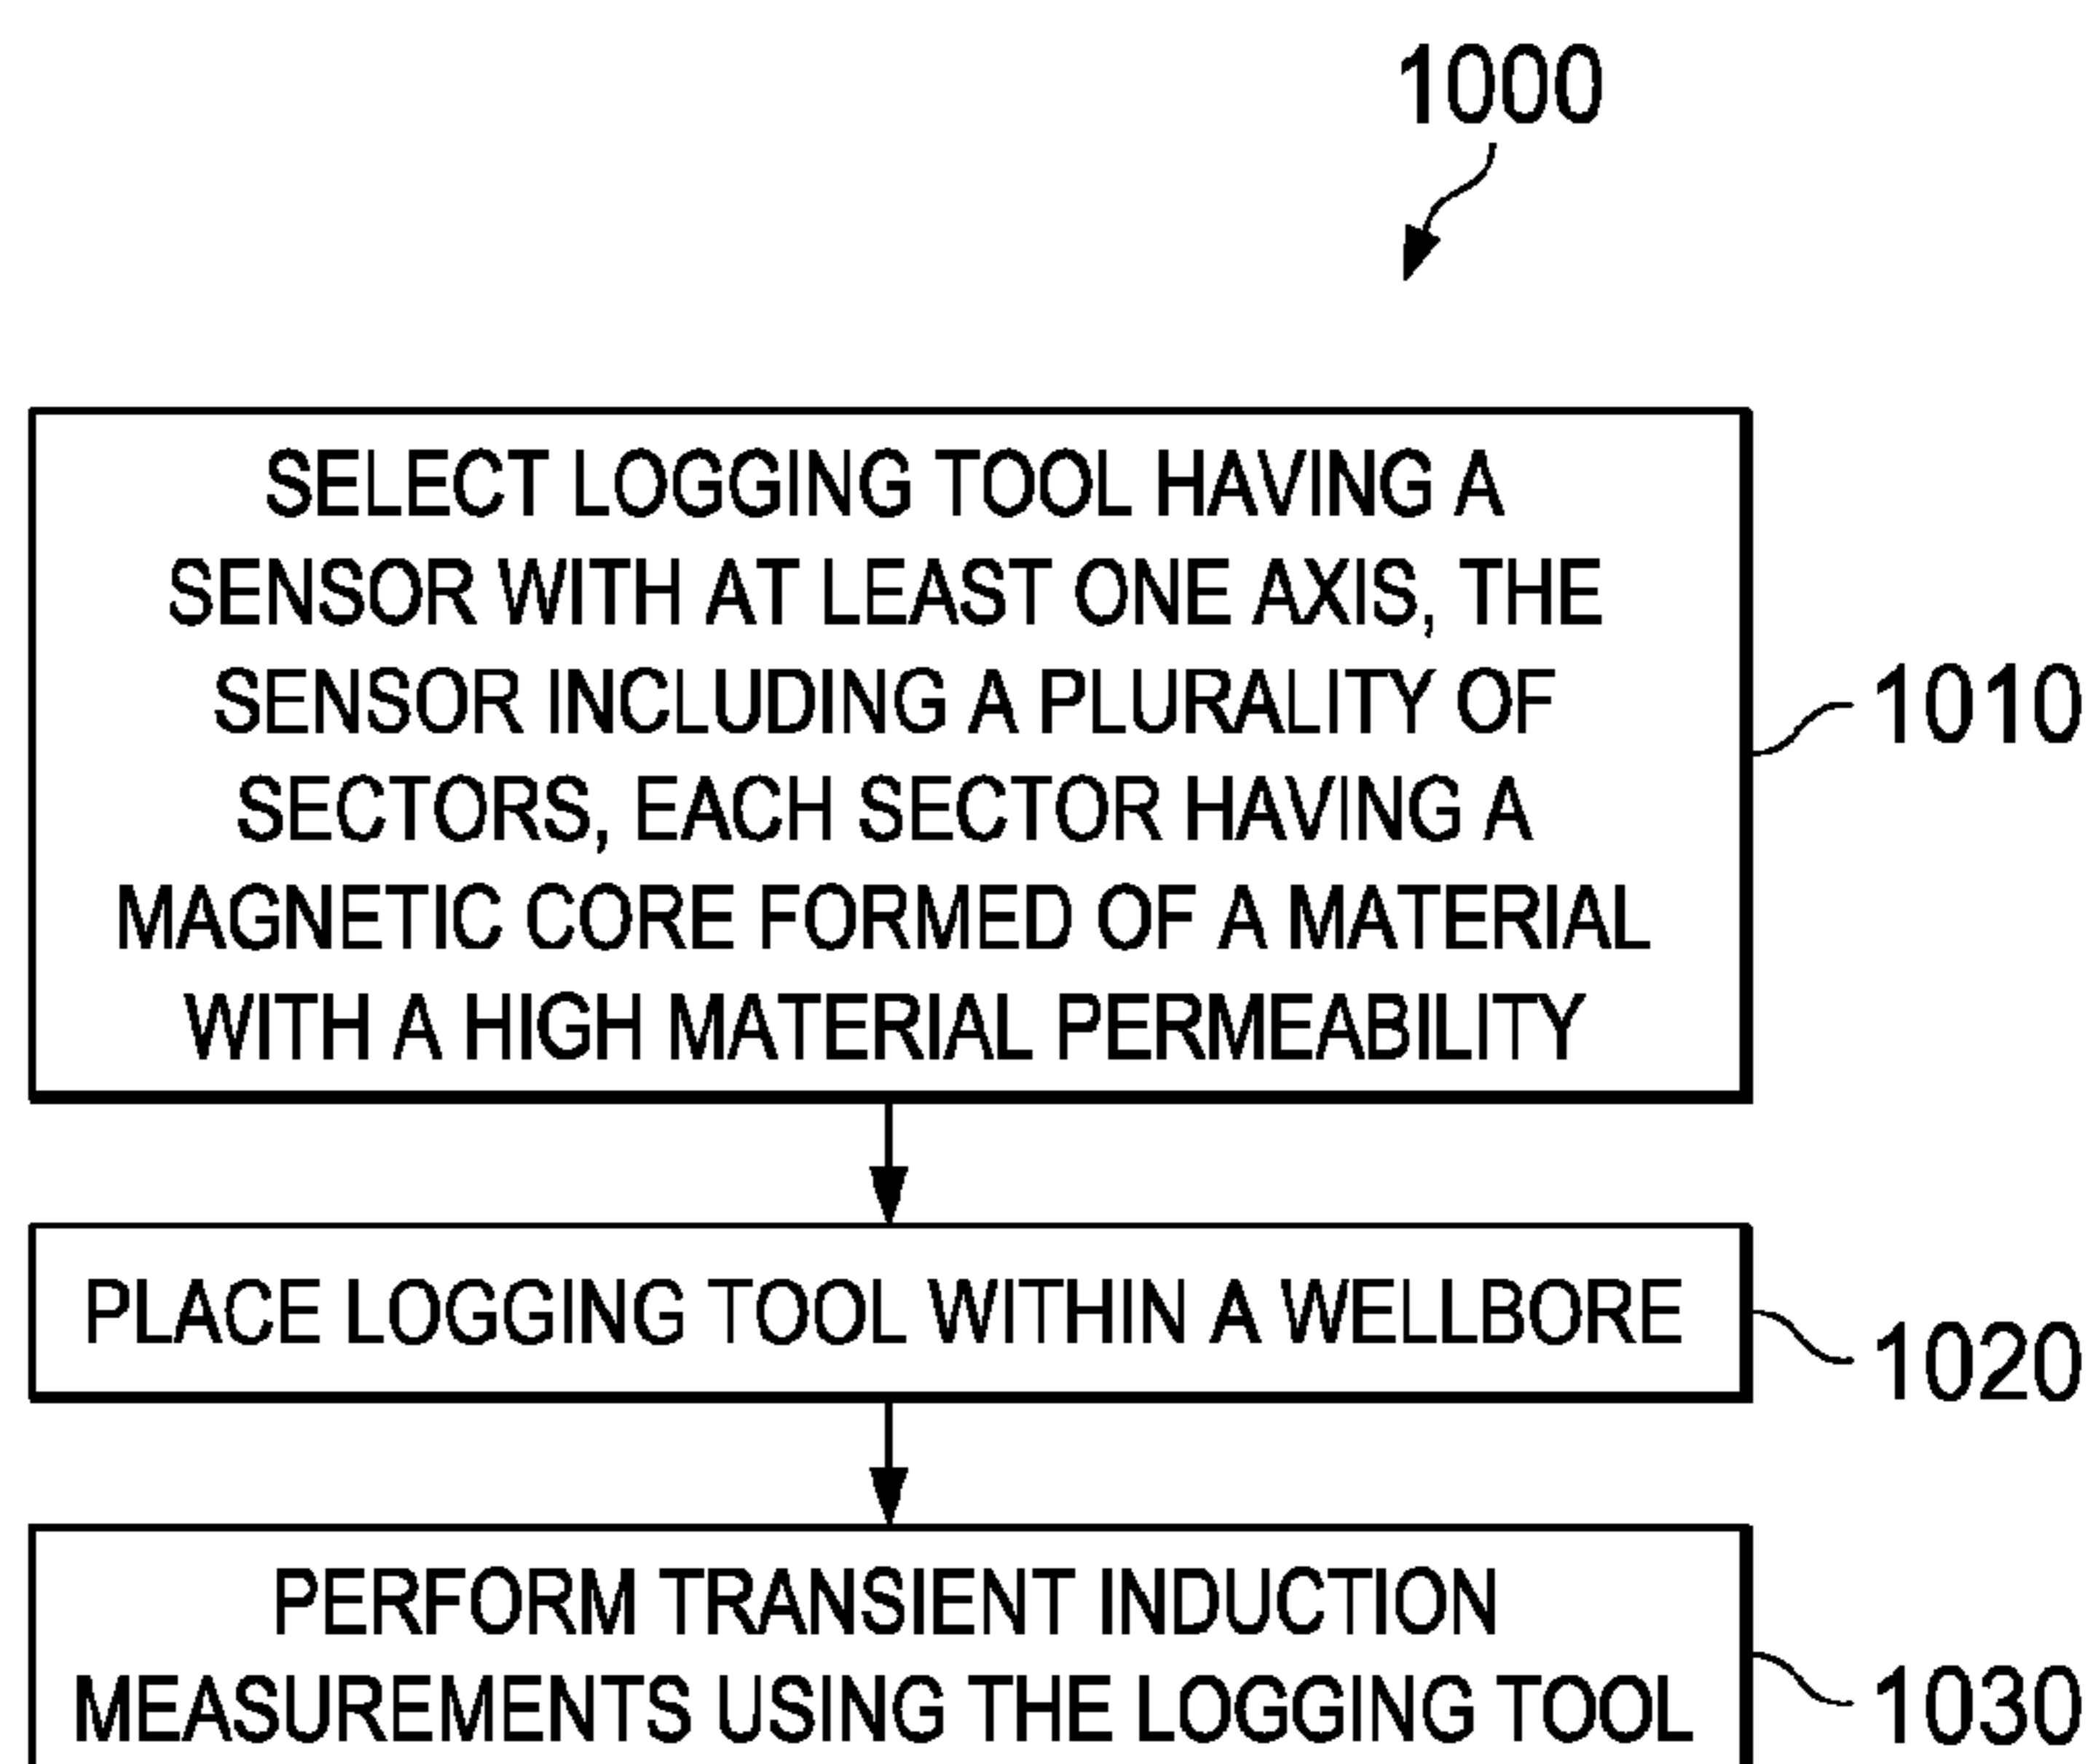 1000
SELECT LOGGING TOOL HAVING A
SENSOR WITH AT LEAST ONE AXIS, THE
SENSOR INCLUDING A PLURALITY OF
SECTORS, EACH SECTOR HAVING A
MAGNETIC CORE FORMED OF A MATERIAL
WITH A HIGH MATERIAL PERMEABILITY
1010
PLACE LOGGING TOOL WITHIN A WELLBORE
1020
PERFORM TRANSIENT INDUCTION
MEASUREMENTS USING THE LOGGING TOOL
1030